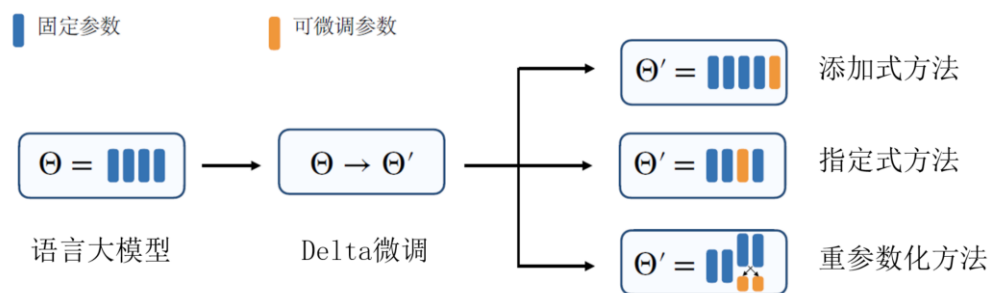 固定参数
可微调参数
Θ′ =
添加式方法
Θ =
Θ → Θ′
Θ′ =
指定式方法
语言大模型
Delta微调
Θ′ =
重参数化方法